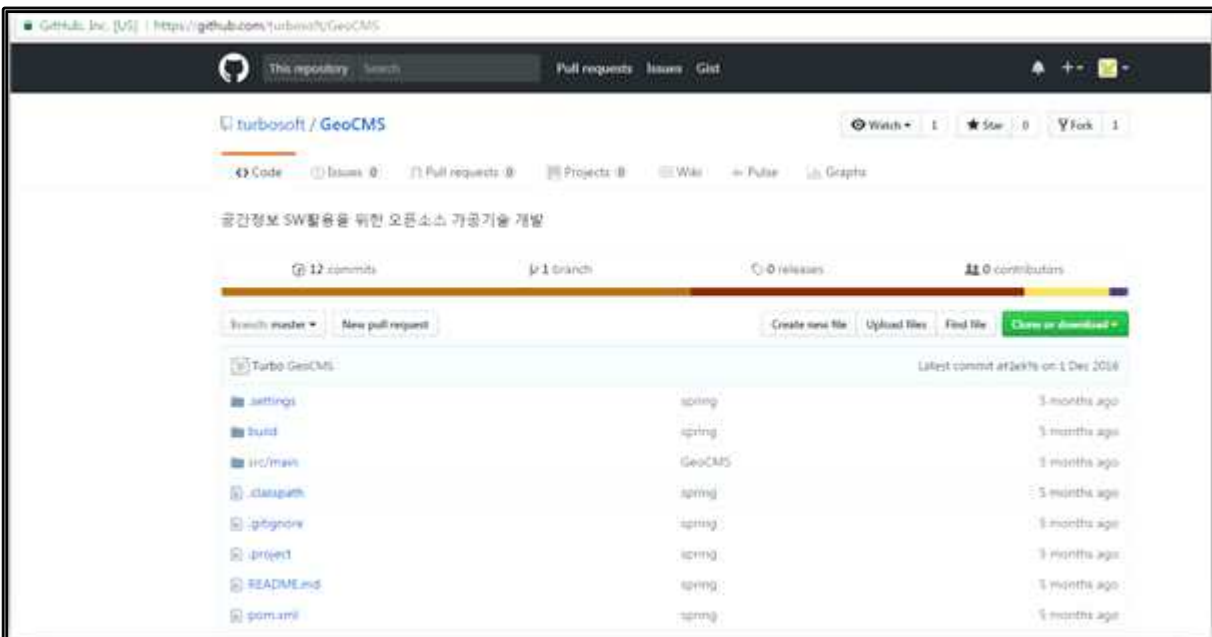 GitHub, Inc. [US] | https://github.com/turbosoft/GeoCMS
This repository Search Pull requests Issues Gist
turbosoft / GeoCMS Watch 1 Star 0 Fork 1
Code Issues 0 Pull requests 0 Projects 0 Wiki Pulse Graphs
공간정보 SW활용을 위한 오픈소스 가공기술 개발
12 commits 1 branch 0 releases 0 contributors
Branch: master New pull request Create new file Upload files Find file Clone or download
Turbo GeoCMS Latest commit on 1 Dec 2016
.settings spring 5 months ago
build spring 5 months ago
src/main GeoCMS 5 months ago
.classpath spring 5 months ago
.gitignore spring 5 months ago
.project spring 5 months ago
README.md spring 5 months ago
pom.xml spring 5 months ago